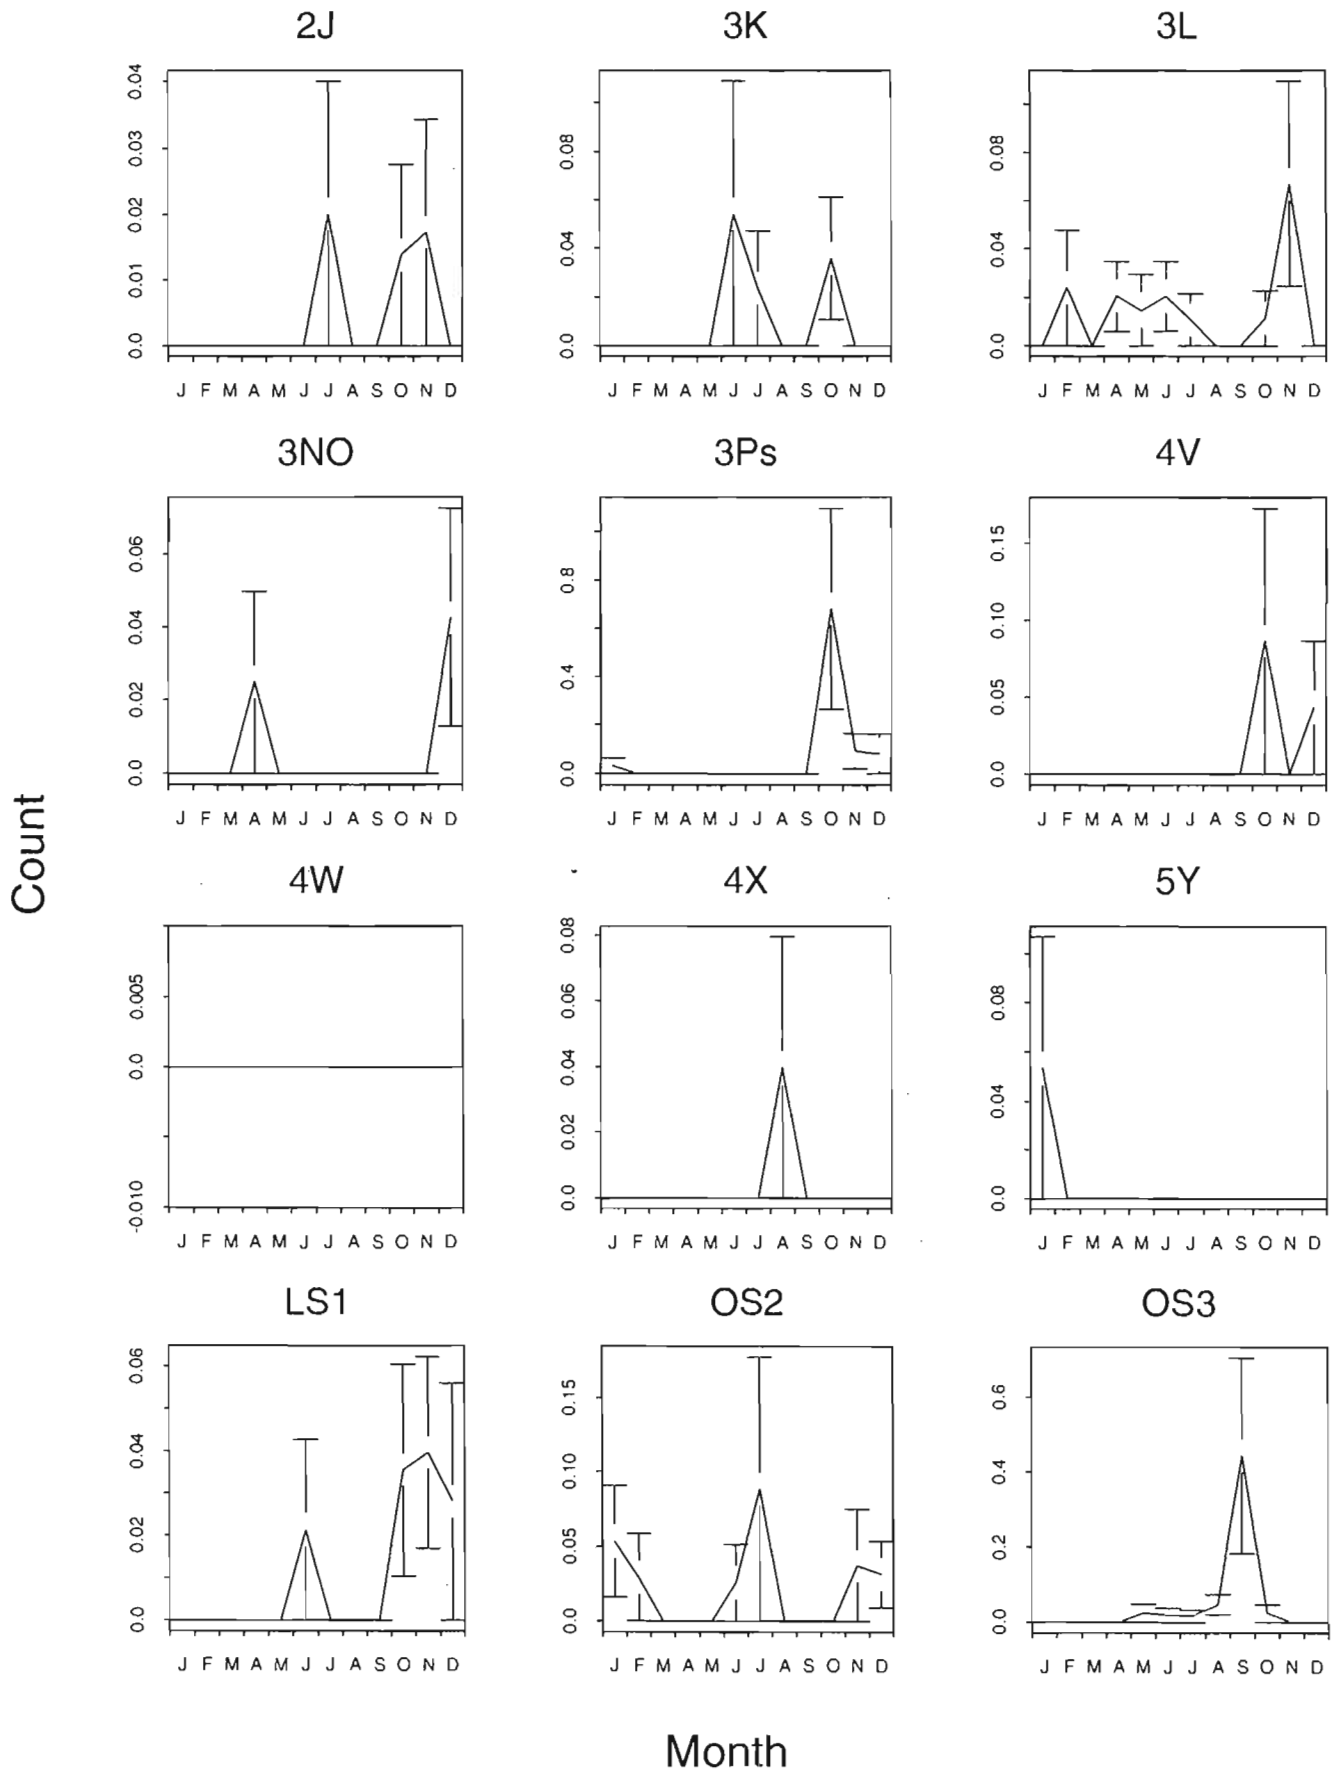 2J 3K 3L
0.04 0.03 0.02 0.01 0.0
0.08 0.04 0.0
0.08 0.04 0.0
J F M A M J J A S O N D
J F M A M J J A S O N D
J F M A M J J A S O N D
3NO 3Ps 4V
0.06 0.04 0.02 0.0
0.8 0.4 0.0
0.15 0.10 0.05 0.0
J F M A M J J A S O N D
J F M A M J J A S O N D
J F M A M J J A S O N D
Count
4W 4X 5Y
0.005 0.0 -0.010
0.08 0.06 0.04 0.02 0.0
0.08 0.04 0.0
J F M A M J J A S O N D
J F M A M J J A S O N D
J F M A M J J A S O N D
LS1 OS2 OS3
0.06 0.04 0.02 0.0
0.15 0.10 0.05 0.0
0.6 0.4 0.2 0.0
J F M A M J J A S O N D
J F M A M J J A S O N D
J F M A M J J A S O N D
Month